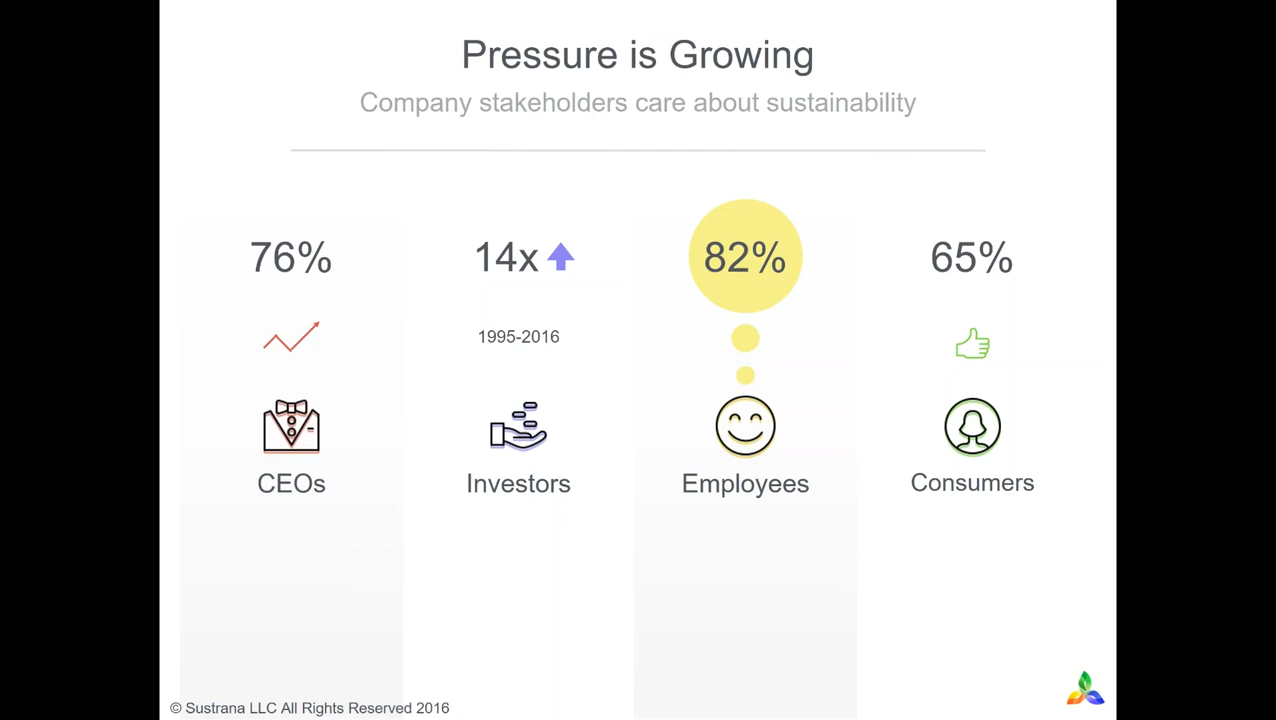 Pressure is Growing
Company stakeholders care about sustainability
76%
14x
82%
65%
1995-2016
CEOs
Investors
Employees
Consumers
© Sustrana LLC All Rights Reserved 2016